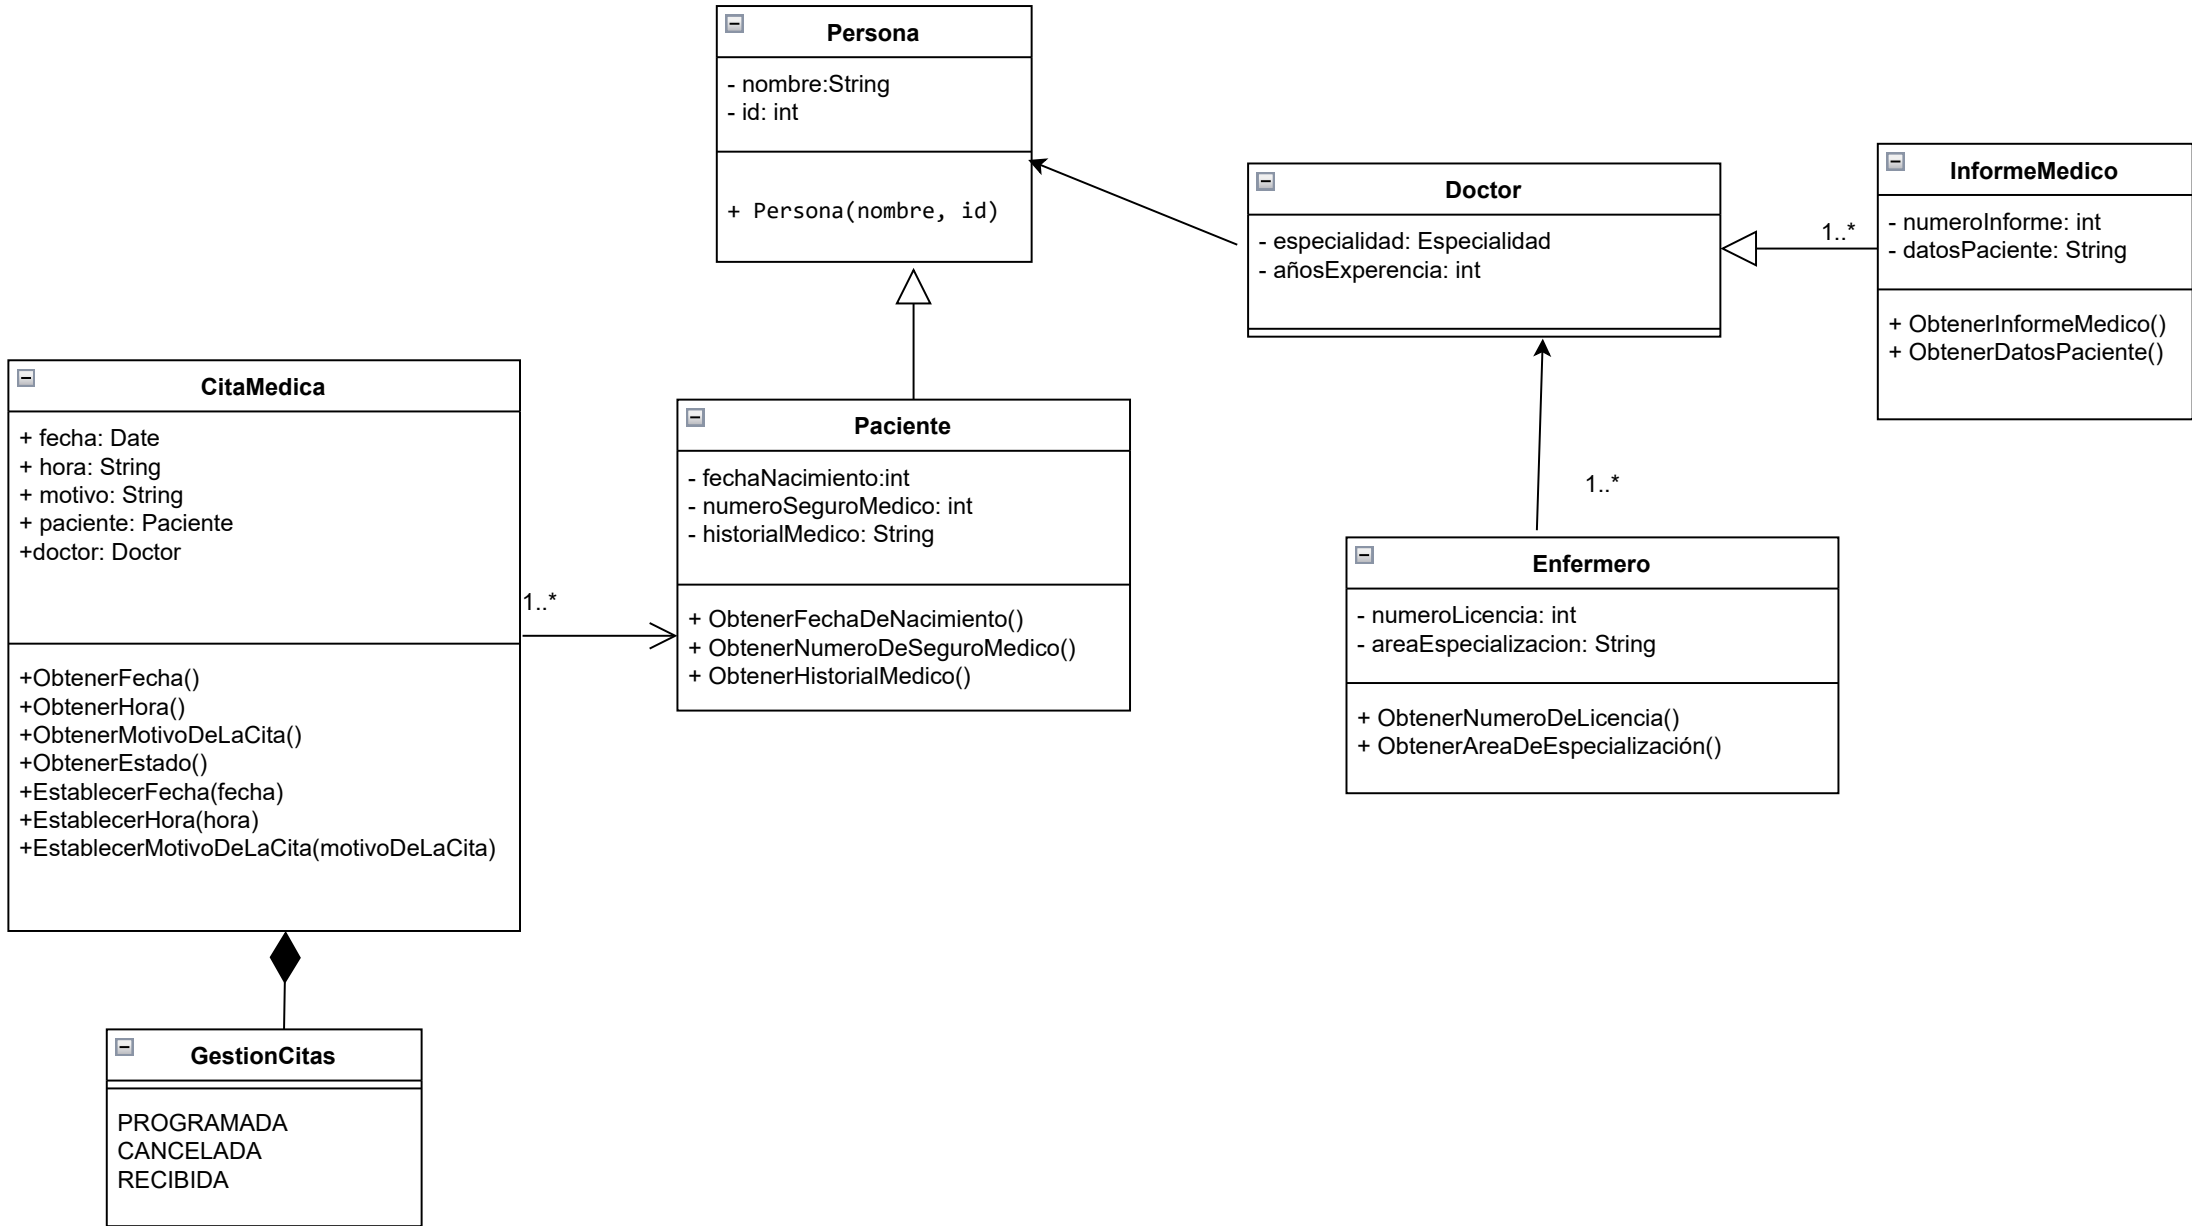 Persona
- nombre:String
- id: int
+ Persona(nombre, id)
Doctor
- especialidad: Especialidad
- añosExperencia: int
InformeMedico
- numeroInforme: int
- datosPaciente: String
+ ObtenerInformeMedico()
+ ObtenerDatosPaciente()
1..*
CitaMedica
+ fecha: Date
+ hora: String
+ motivo: String
+ paciente: Paciente
+doctor: Doctor
+ObtenerFecha()
+ObtenerHora()
+ObtenerMotivoDeLaCita()
+ObtenerEstado()
+EstablecerFecha(fecha)
+EstablecerHora(hora)
+EstablecerMotivoDeLaCita(motivoDeLaCita)
1..*
Paciente
- fechaNacimiento:int
- numeroSeguroMedico: int
- historialMedico: String
+ ObtenerFechaDeNacimiento()
+ ObtenerNumeroDeSeguroMedico()
+ ObtenerHistorialMedico()
1..*
Enfermero
- numeroLicencia: int
- areaEspecializacion: String
+ ObtenerNumeroDeLicencia()
+ ObtenerAreaDeEspecialización()
GestionCitas
PROGRAMADA
CANCELADA
RECIBIDA